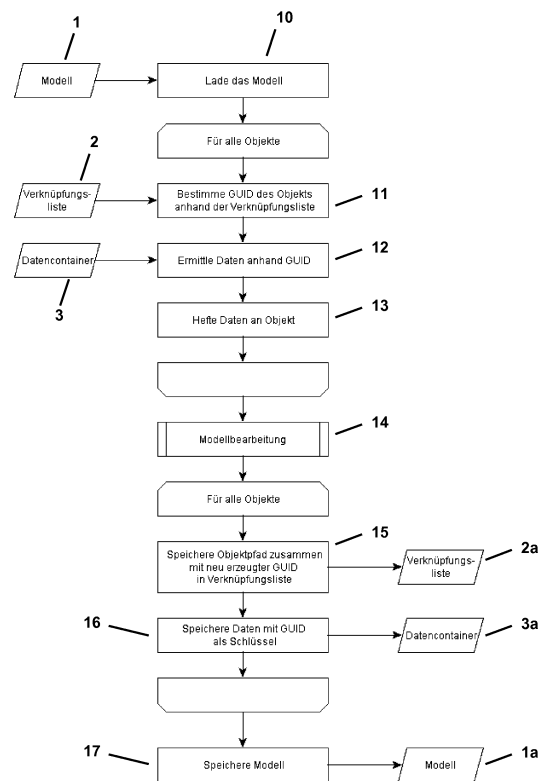 1
10
Modell
Lade das Modell
Für alle Objekte
2
Verknüpfungs-
liste
Bestimme GUID des Objekts
anhand der Verknüpfungsliste
11
12
Datencontainer
Ermittle Daten anhand GUID
3
13
Hefte Daten an Objekt
14
Modellbearbeitung
Für alle Objekte
15
Speichere Objektpfad zusammen
mit neu erzeugter GUID
in Verknüpfungsliste
2a
Verknüpfungs-
liste
16
Speichere Daten mit GUID
als Schlüssel
3a
Datencontainer
17
Speichere Modell
Modell
1a